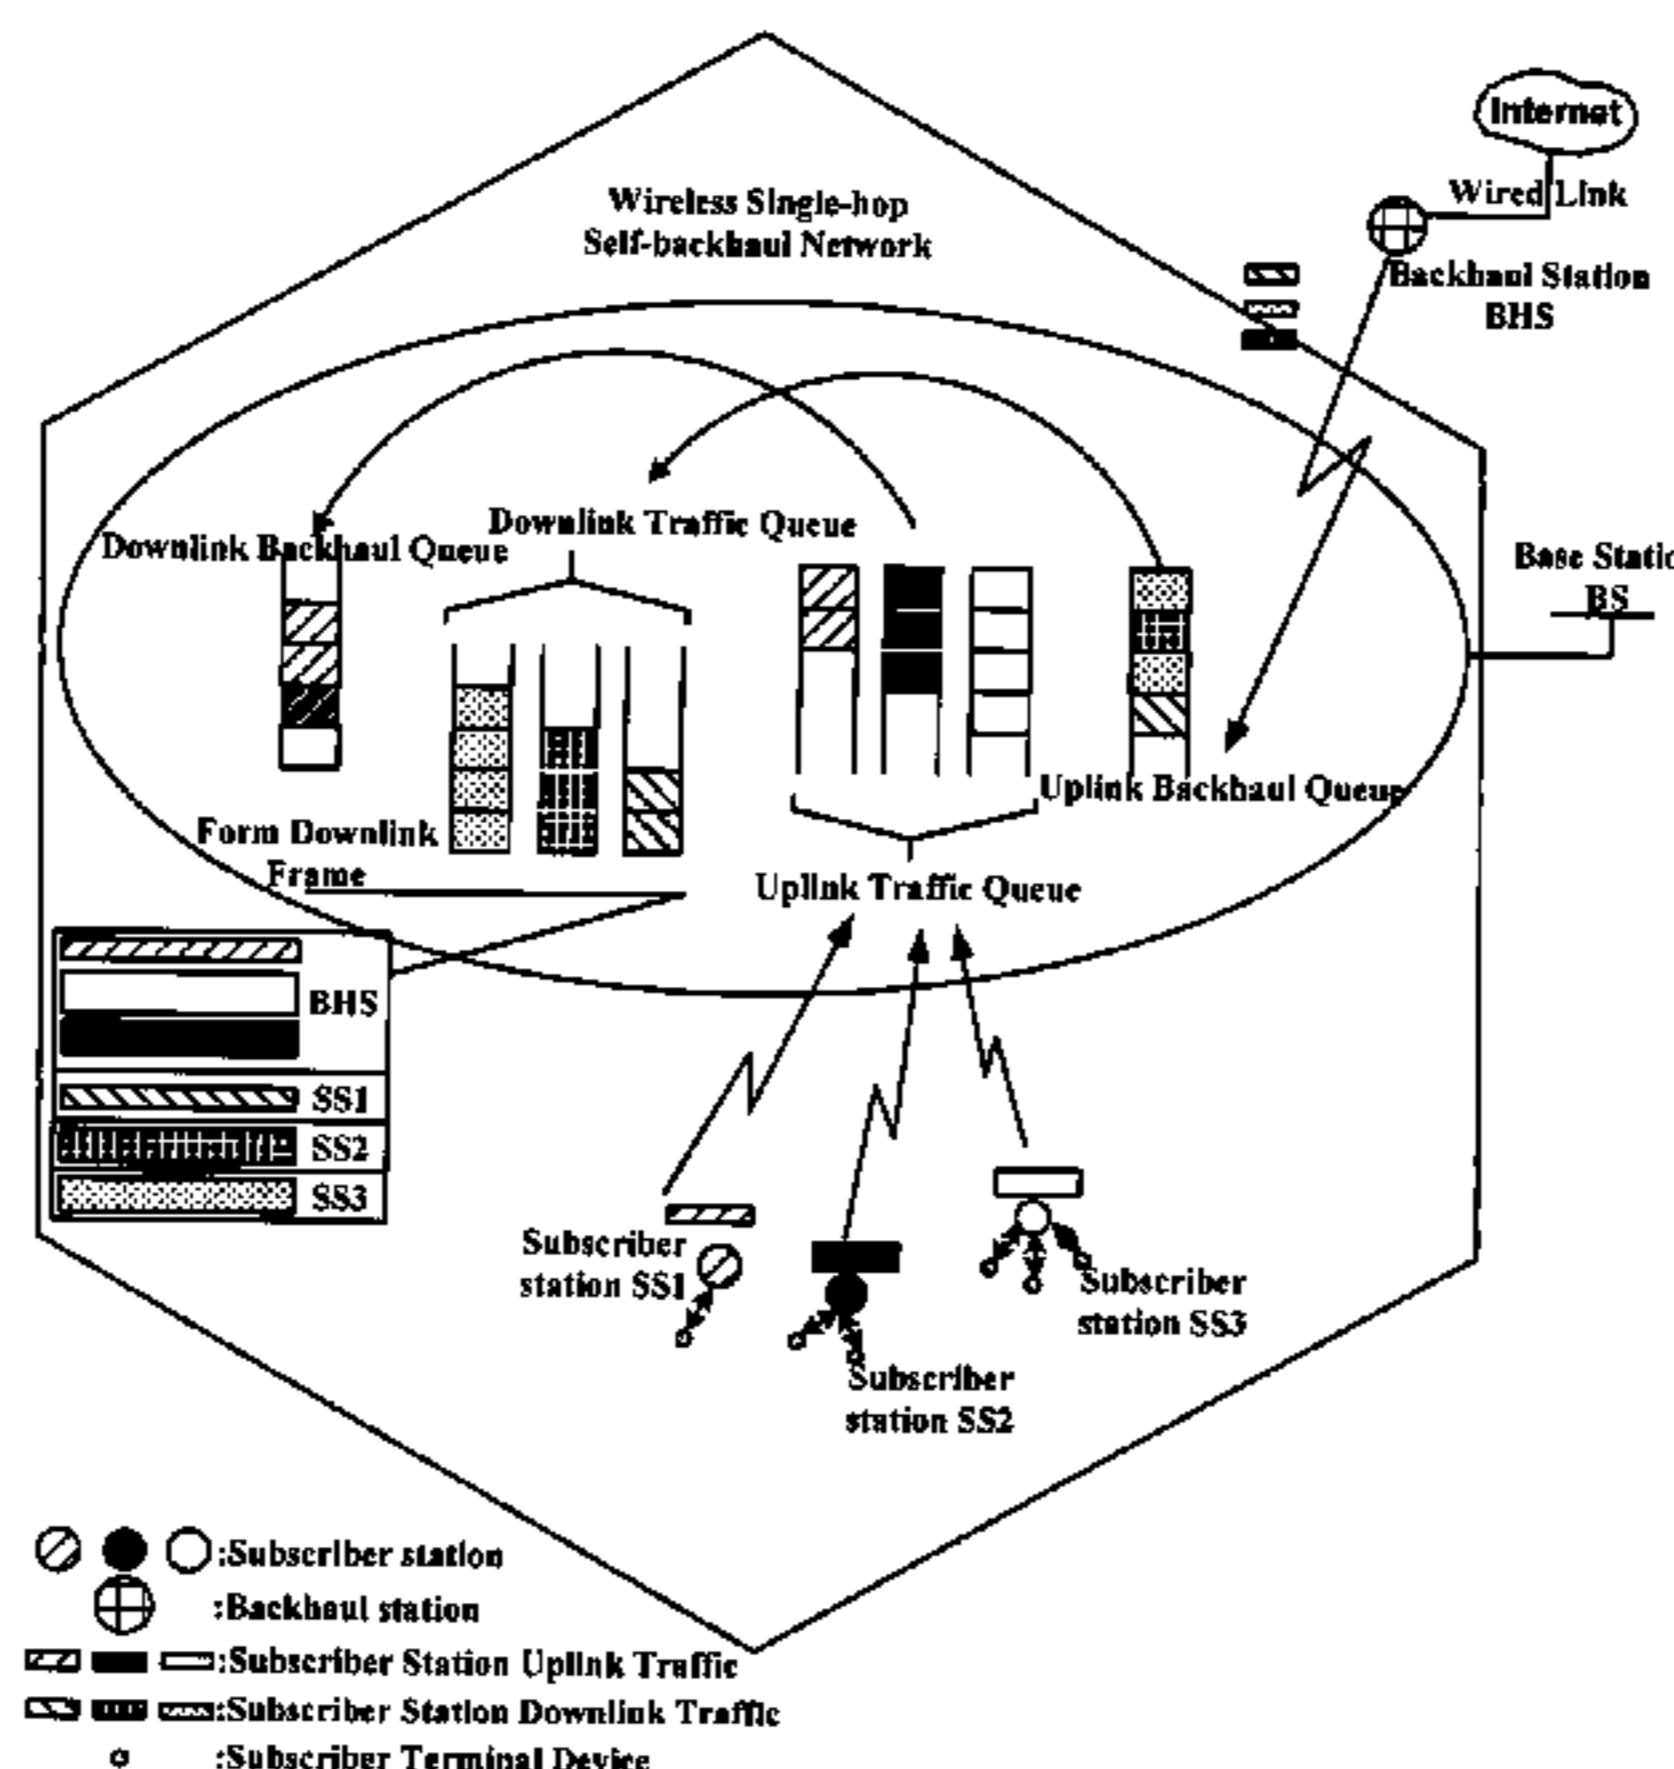 Internet
Wired Link
Wireless Single-hop
Self-backhaul Network
Backhaul Station
BHS
Downlink Traffic Queue
Downlink Backhaul Queue
Base
BS
Uplink Backhaul Queue
Form Downlink
Frame
Uplink Traffic Queue
BHS
SS1
SS2
SS3
Subscriber
station SS1
Subscriber
station SS3
Subscriber
station SS2
:Subscriber station
:Backhaul station
:Subscriber Station Uplink Traffic
:Subscriber Station Downlink Traffic
:Subscriber Terminal Device